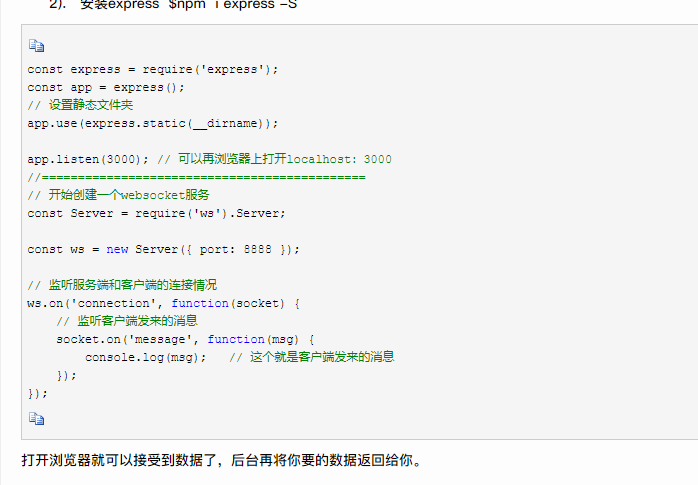 2). 安装express $npm i express -S
const express = require('express');
const app = express();
// 设置静态文件夹
app.use(express.static(__dirname));
app.listen(3000); // 可以再浏览器上打开localhost: 3000
//=============================================
// 开始创建一个websocket服务
const Server = require('ws').Server;
const ws = new Server({ port: 8888 });
// 监听服务端和客户端的连接情况
ws.on('connection', function(socket) {
    // 监听客户端发来的消息
    socket.on('message', function(msg) {
        console.log(msg);   // 这个就是客户端发来的消息
    });
});
打开浏览器就可以接受到数据了，后台再将你要的数据返回给你。